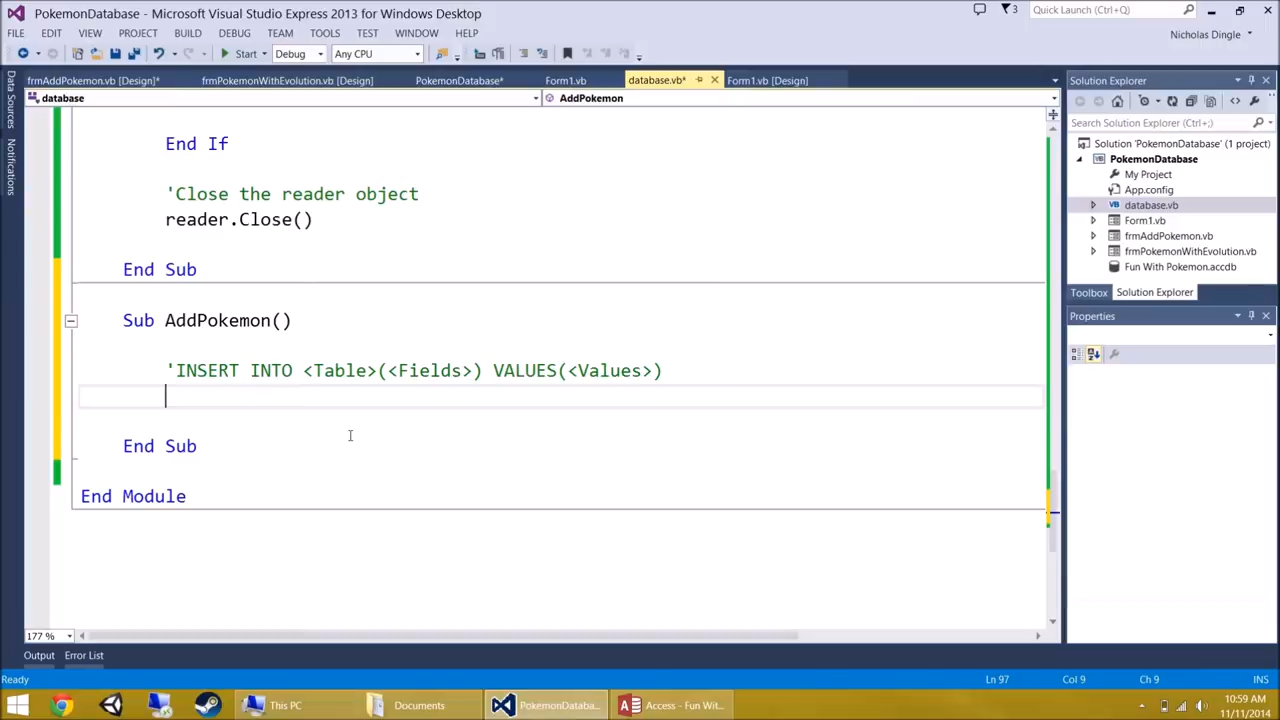 PokemonDatabase - Microsoft Visual Studio Express 2013 for Windows Desktop
3
Quick Launch (Ctrl+Q)
FILE EDIT VIEW PROJECT BUILD DEBUG TEAM TOOLS TEST WINDOW HELP
Nicholas Dingle
Start Debug Any CPU
frmAddPokemon.vb [Design]* frmPokemonWithEvolution.vb [Design] PokemonDatabase* Form1.vb database.vb* Form1.vb [Design]
Solution Explorer
database AddPokemon
Data Sources
Notifications
Search Solution Explorer (Ctrl+;)
Solution 'PokemonDatabase' (1 project)
PokemonDatabase
My Project
App.config
database.vb
Form1.vb
frmAddPokemon.vb
frmPokemonWithEvolution.vb
Fun With Pokemon.accdb
Toolbox Solution Explorer
Properties
End If
'Close the reader object
reader.Close()
End Sub
Sub AddPokemon()
'INSERT INTO <Table>(<Fields>) VALUES(<Values>)
End Sub
End Module
177 %
Output Error List
Ready Ln 97 Col 9 Ch 9 INS
This PC Documents PokemonDataba... Access - Fun Wit...
10:59 AM
11/11/2014